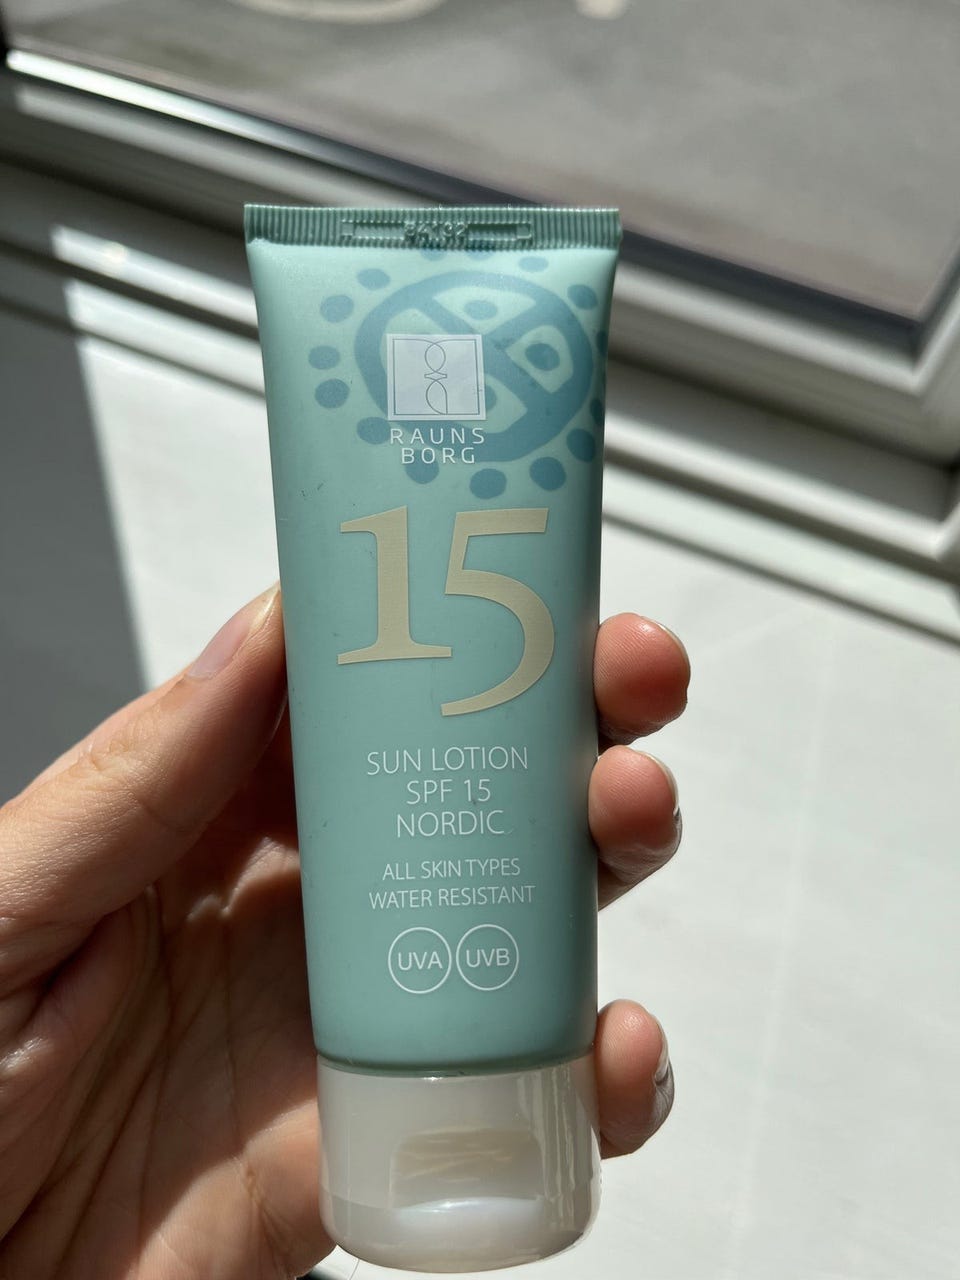 RAUNS
BORG
15
SUN LOTION
SPF 15
NORDIC
ALL SKIN TYPES
WATER RESISTANT
UVA UVB